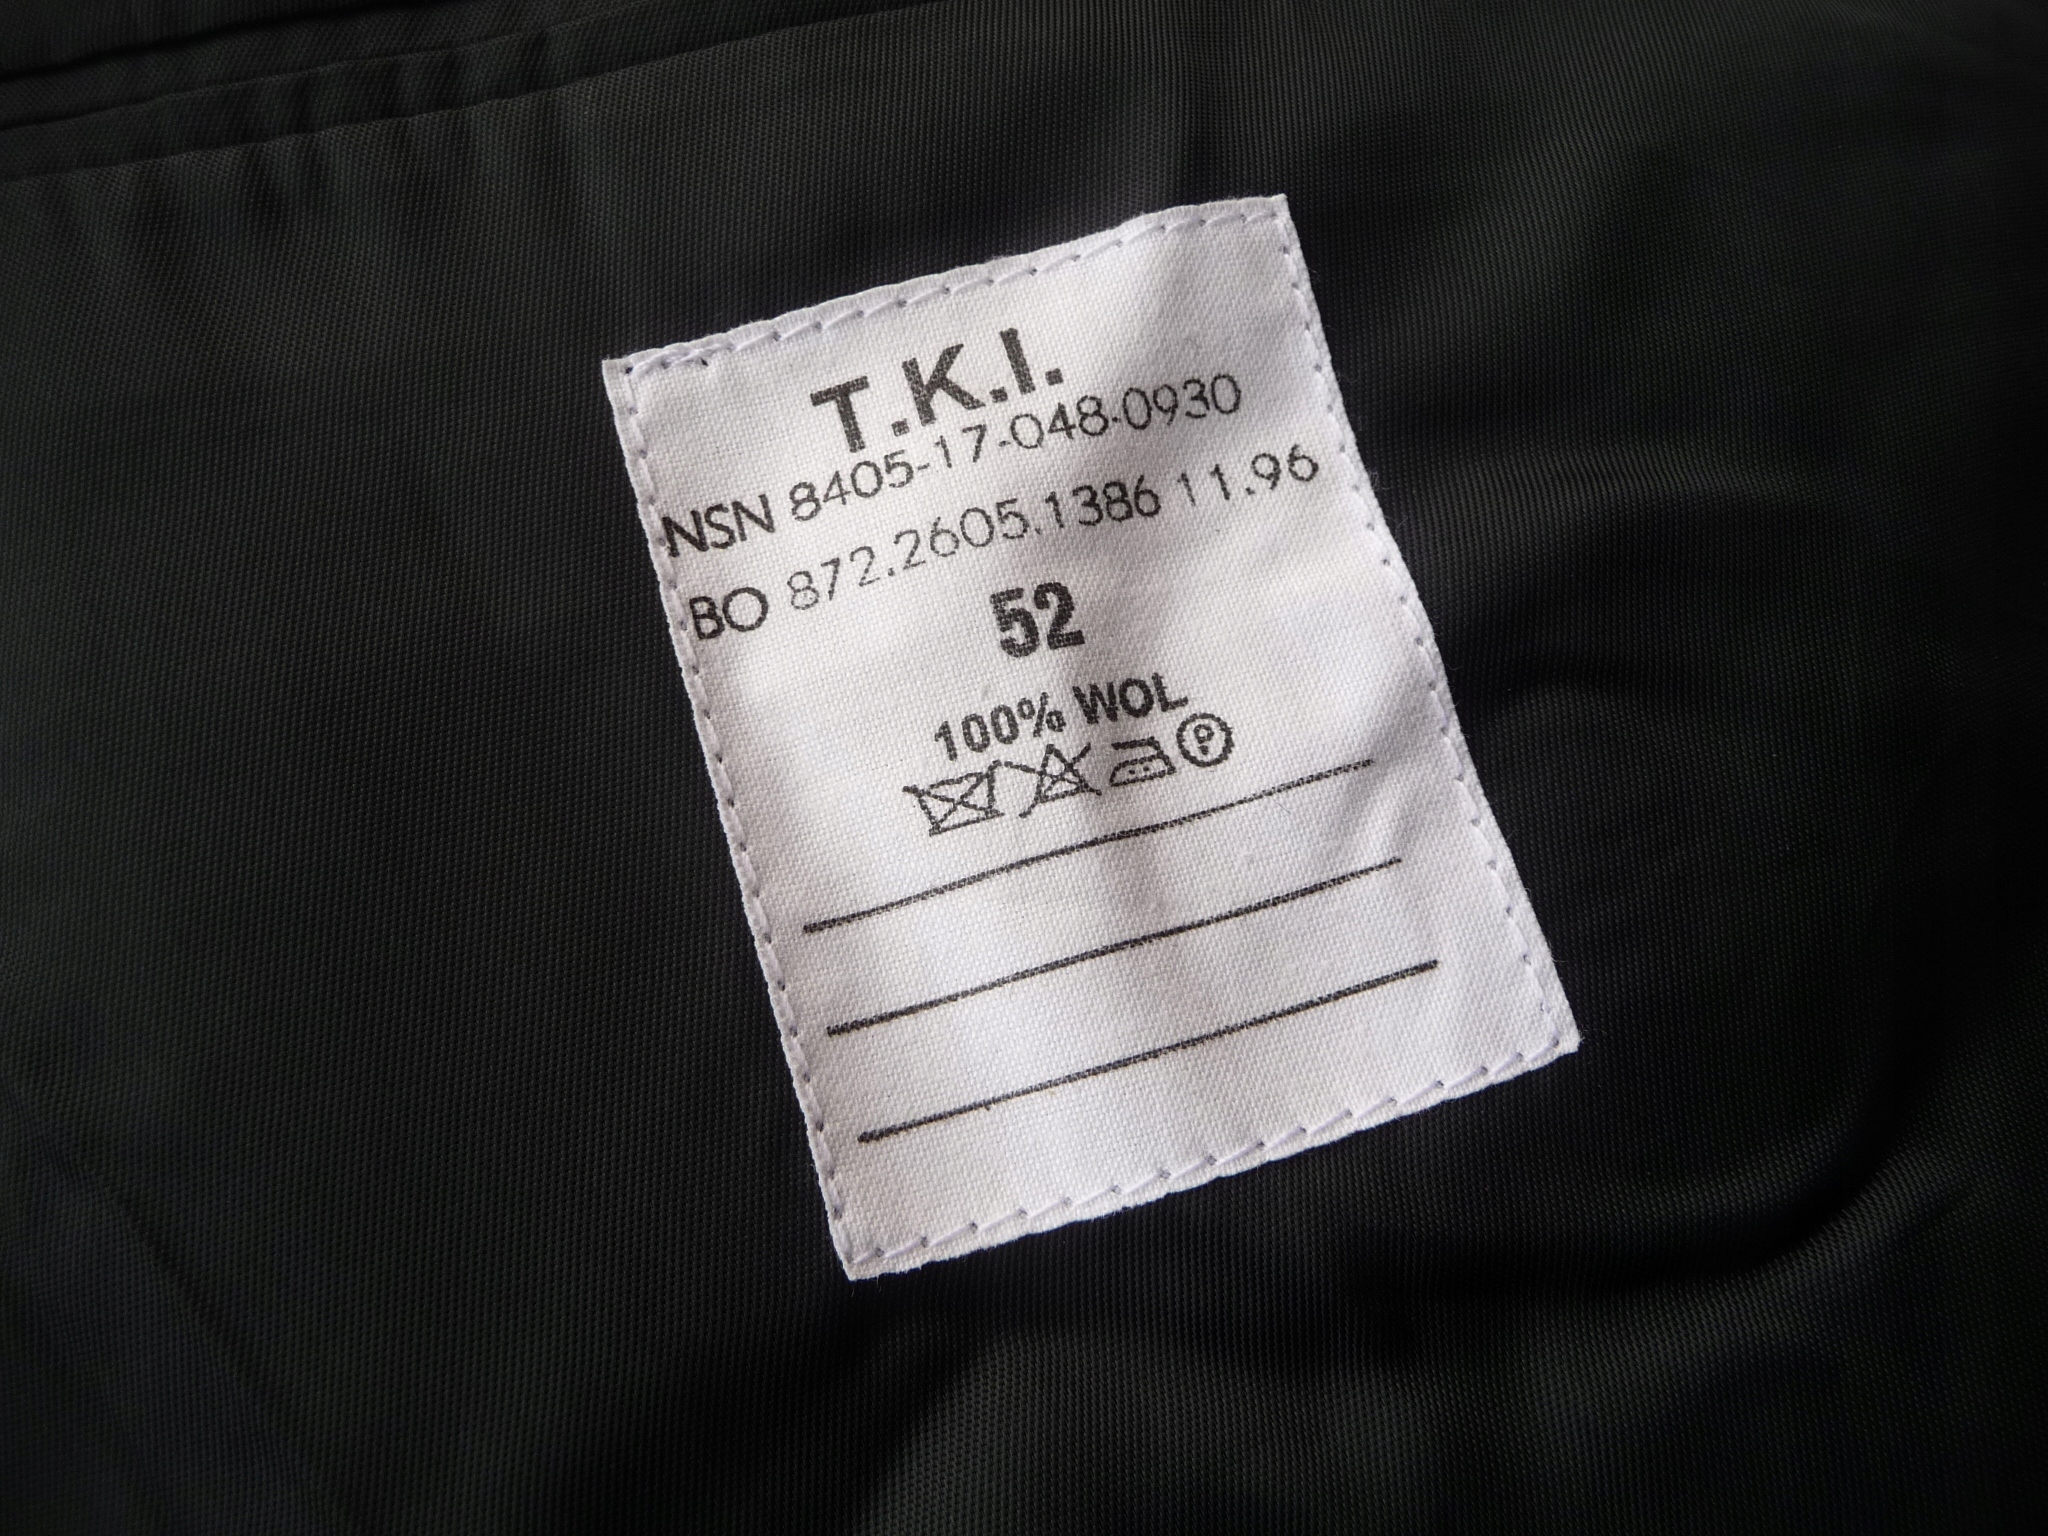 T.K.I.
NSN 8405-17-048-0930
BO 872.2605.1386 11.96
52
100% WOL
P